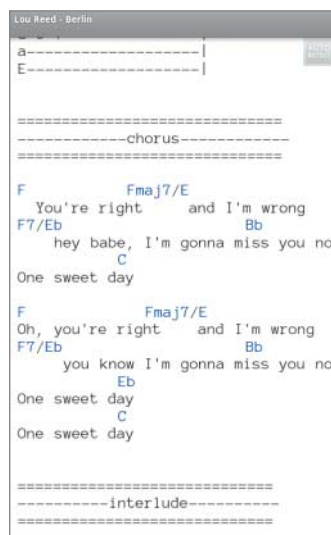 Lou Reed - Berlin
a-------------------|
E-------------------|
=============================
------------chorus------------
=============================
F Fmaj7/E
You're right and I'm wrong
F7/Eb Bb
hey babe, I'm gonna miss you no
C
One sweet day
F Fmaj7/E
Oh, you're right and I'm wrong
F7/Eb Bb
you know I'm gonna miss you no
Eb
One sweet day
C
One sweet day
============================
----------interlude----------
============================